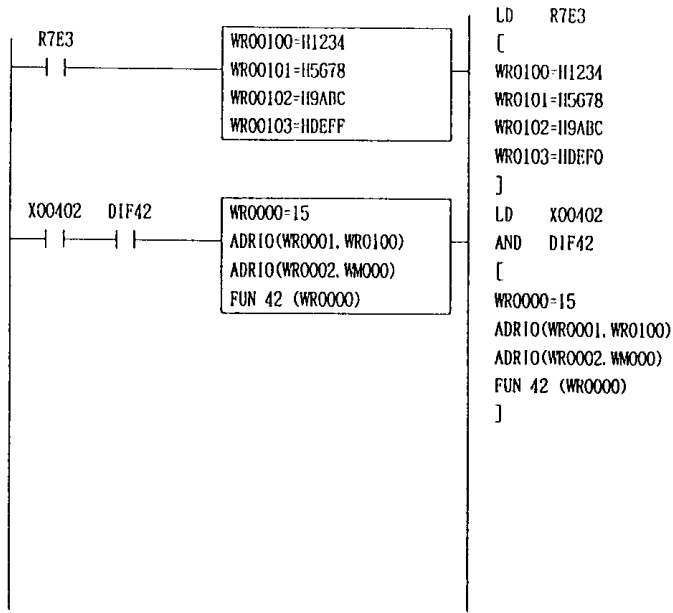 R7E3
WR00100=H1234
WR00101=H5678
WR00102=H9ABC
WR00103=HDEFF
X00402 DIF42
WR0000=15
ADRIO(WR0001, WR0100)
ADRIO(WR0002, WM000)
FUN 42 (WR0000)
LD R7E3
[
WR0100=H1234
WR0101=H5678
WR0102=H9ABC
WR0103=HDEF0
]
LD X00402
AND DIF42
[
WR0000=15
ADRIO(WR0001, WR0100)
ADRIO(WR0002, WM000)
FUN 42 (WR0000)
]